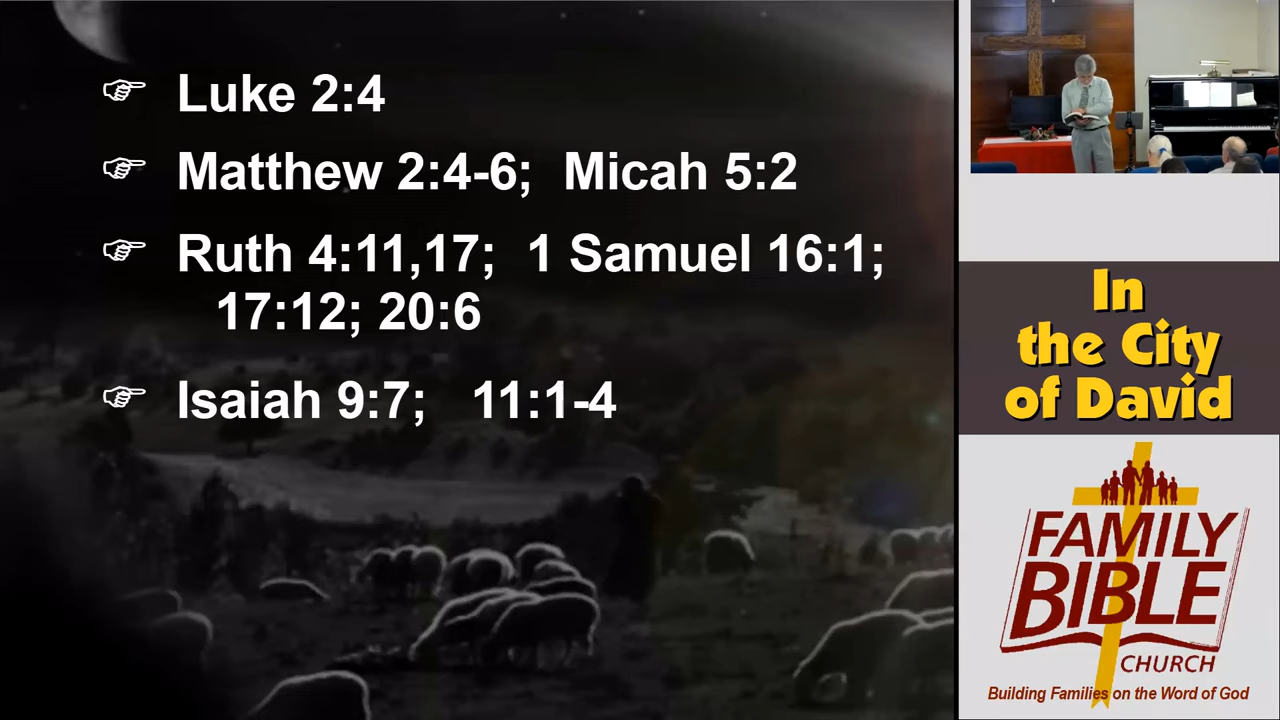 Luke 2:4
Matthew 2:4-6; Micah 5:2
Ruth 4:11,17; 1 Samuel 16:1;
17:12; 20:6
Isaiah 9:7; 11:1-4
In
the City
of David
FAMILY
BIBLE
CHURCH
Building Families on the Word of God